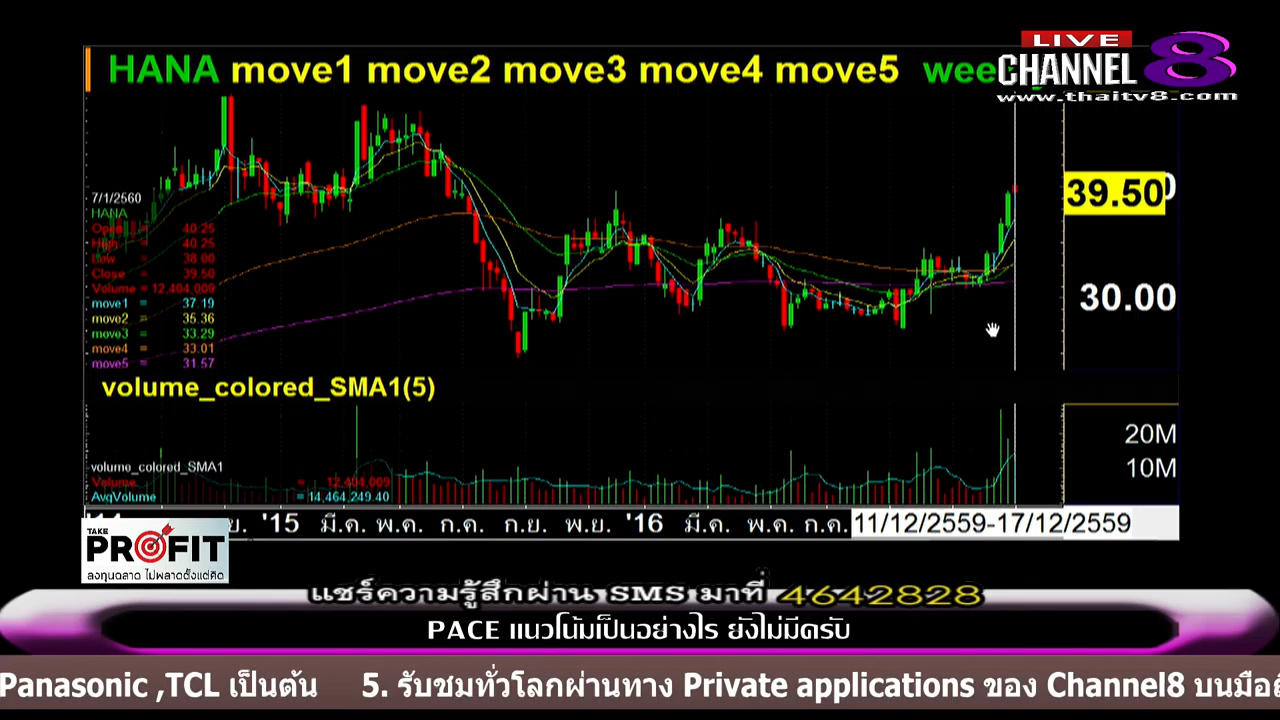 HANA move1 move2 move3 move4 move5
LIVE
CHANNEL 8
www.thaitv8.com
7/1/2560
HANA
Open = 40.25
High = 40.25
Low = 38.00
Close = 39.50
Volume = 12,404,009
move1 = 37.19
move2 = 35.36
move3 = 33.29
move4 = 33.01
move5 = 31.57
39.50
30.00
volume_colored_SMA1(5)
20M
10M
volume_colored_SMA1
Volume = 12,404,009
AvgVolume = 14,464,249.40
'15 มี.ค. พ.ค. ก.ค. ก.ย. พ.ย. '16 มี.ค. พ.ค. ก.ค. 11/12/2559-17/12/2559
TAKE
PROFIT
ลงทุนฉลาด ไม่พลาดตั้งแต่คิด
แชร์ความรู้สึกผ่าน SMS มาที่ 4642828
PACE แนวโน้มเป็นอย่างไร ยังไม่มีครับ
Panasonic ,TCL เป็นต้น 5. รับชมทั่วโลกผ่านทาง Private applications ของ Channel8 บนมือถื